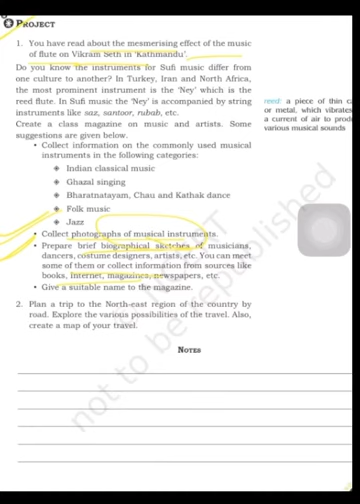 PROJECT
1. You have read about the mesmerising effect of the music
of flute on Vikram Seth in 'Kathmandu'.
Do you know the instruments for Sufi music differ from
one culture to another? In Turkey, Iran and North Africa,
the most prominent instrument is the 'Ney' which is the
reed flute. In Sufi music the 'Ney' is accompanied by string
instruments like saz, santoor, rubab, etc.
reed: a piece of thin c
or metal, which vibrates
a current of air to prod
various musical sounds
Create a class magazine on music and artists. Some
suggestions are given below.
• Collect information on the commonly used musical
instruments in the following categories:
Indian classical music
Ghazal singing
Bharatnatayam, Chau and Kathak dance
Folk music
Jazz
• Collect photographs of musical instruments.
• Prepare brief biographical sketches of musicians,
dancers, costume designers, artists, etc. You can meet
some of them or collect information from sources like
books, Internet, magazines, newspapers, etc.
• Give a suitable name to the magazine.
2. Plan a trip to the North-east region of the country by
road. Explore the various possibilities of the travel. Also,
create a map of your travel.
NOTES
not to be republished